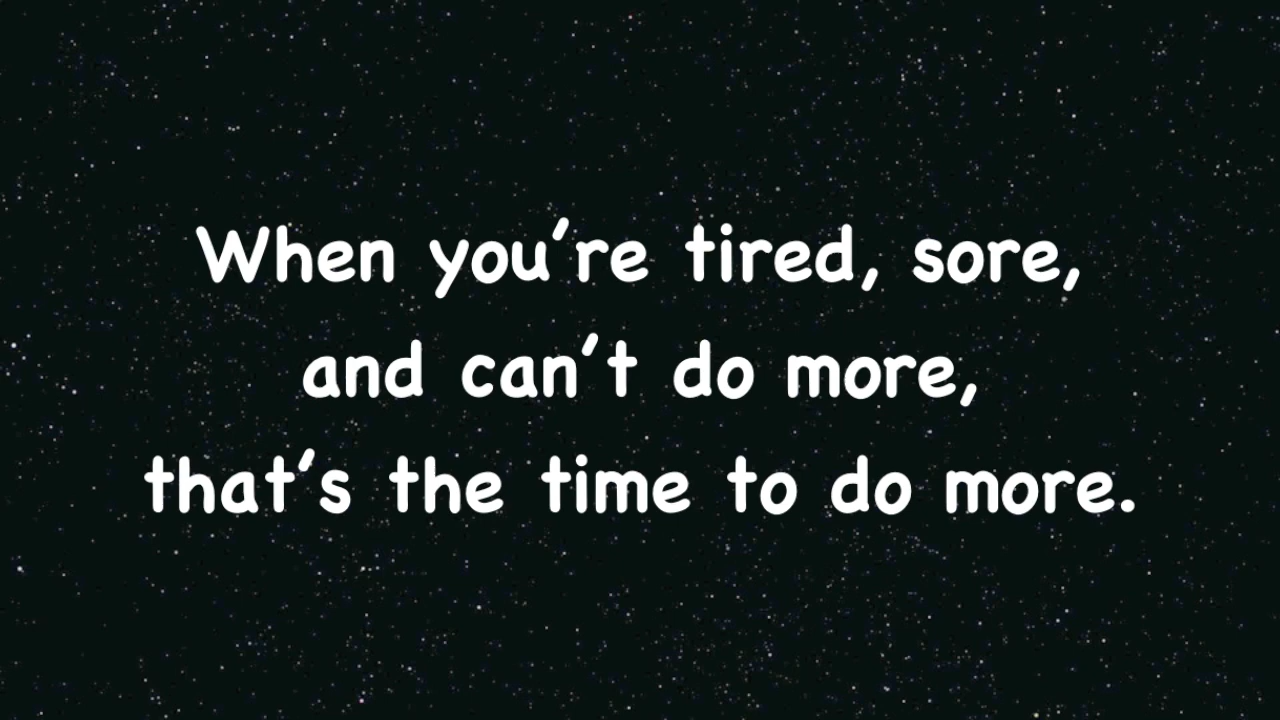 When you’re tired, sore,
and can’t do more,
that’s the time to do more.